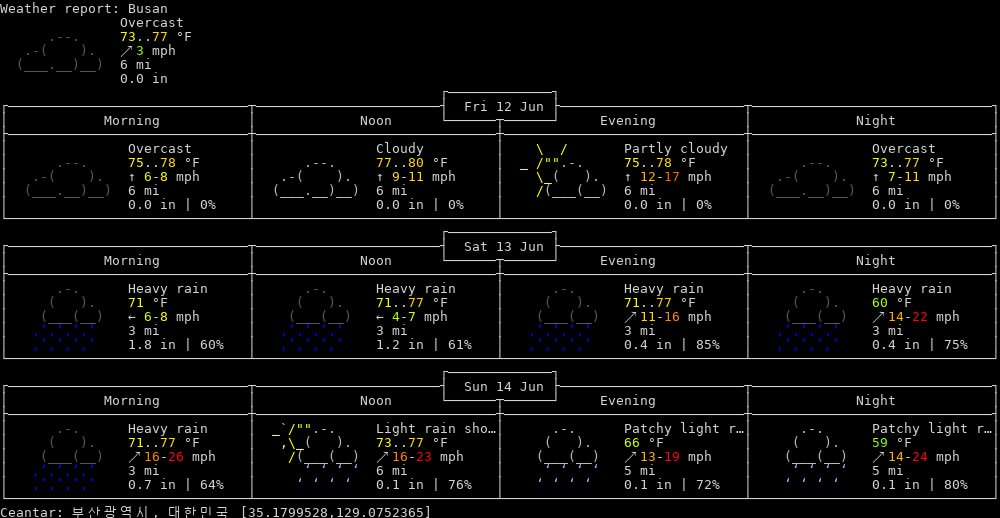 Weather report: Busan
Overcast
73..77 °F
↗ 3 mph
6 mi
0.0 in
Fri 12 Jun
Morning Noon Evening Night
Overcast Cloudy Partly cloudy Overcast
75..78 °F 77..80 °F 75..78 °F 73..77 °F
↑ 6-8 mph ↑ 9-11 mph ↑ 12-17 mph ↑ 7-11 mph
6 mi 6 mi 6 mi 6 mi
0.0 in | 0% 0.0 in | 0% 0.0 in | 0% 0.0 in | 0%
Sat 13 Jun
Morning Noon Evening Night
Heavy rain Heavy rain Heavy rain Heavy rain
71 °F 71..77 °F 71..77 °F 60 °F
← 6-8 mph ← 4-7 mph ↗ 11-16 mph ↗ 14-22 mph
3 mi 3 mi 3 mi 3 mi
1.8 in | 60% 1.2 in | 61% 0.4 in | 85% 0.4 in | 75%
Sun 14 Jun
Morning Noon Evening Night
Heavy rain Light rain sho… Patchy light r… Patchy light r…
71..77 °F 73..77 °F 66 °F 59 °F
↗ 16-26 mph ↗ 16-23 mph ↗ 13-19 mph ↗ 14-24 mph
3 mi 6 mi 5 mi 5 mi
0.7 in | 64% 0.1 in | 76% 0.1 in | 72% 0.1 in | 80%
Ceantar: 부산광역시, 대한민국 [35.1799528,129.0752365]